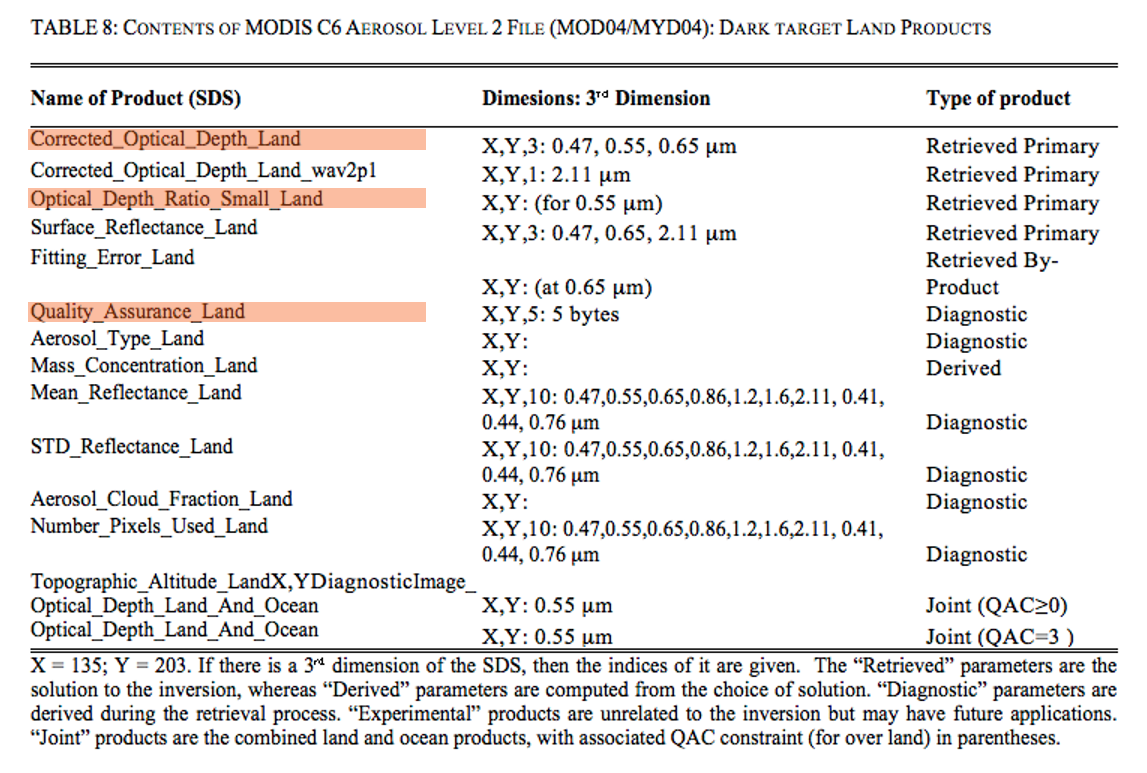 TABLE 8: CONTENTS OF MODIS C6 AEROSOL LEVEL 2 FILE (MOD04/MYD04): DARK TARGET LAND PRODUCTS
Name of Product (SDS) Dimesions: 3rd Dimension Type of product
Corrected_Optical_Depth_Land X,Y,3: 0.47, 0.55, 0.65 µm Retrieved Primary
Corrected_Optical_Depth_Land_wav2p1 X,Y,1: 2.11 µm Retrieved Primary
Optical_Depth_Ratio_Small_Land X,Y: (for 0.55 µm) Retrieved Primary
Surface_Reflectance_Land X,Y,3: 0.47, 0.65, 2.11 µm Retrieved Primary
Fitting_Error_Land Retrieved By-
X,Y: (at 0.65 µm) Product
Quality_Assurance_Land X,Y,5: 5 bytes Diagnostic
Aerosol_Type_Land X,Y: Diagnostic
Mass_Concentration_Land X,Y: Derived
Mean_Reflectance_Land X,Y,10: 0.47,0.55,0.65,0.86,1.2,1.6,2.11, 0.41,
0.44, 0.76 µm Diagnostic
STD_Reflectance_Land X,Y,10: 0.47,0.55,0.65,0.86,1.2,1.6,2.11, 0.41,
0.44, 0.76 µm Diagnostic
Aerosol_Cloud_Fraction_Land X,Y: Diagnostic
Number_Pixels_Used_Land X,Y,10: 0.47,0.55,0.65,0.86,1.2,1.6,2.11, 0.41,
0.44, 0.76 µm Diagnostic
Topographic_Altitude_LandX,YDiagnosticImage_
Optical_Depth_Land_And_Ocean X,Y: 0.55 µm Joint (QAC≥0)
Optical_Depth_Land_And_Ocean X,Y: 0.55 µm Joint (QAC=3 )
X = 135; Y = 203. If there is a 3rd dimension of the SDS, then the indices of it are given. The “Retrieved” parameters are the
solution to the inversion, whereas “Derived” parameters are computed from the choice of solution. “Diagnostic” parameters are
derived during the retrieval process. “Experimental” products are unrelated to the inversion but may have future applications.
“Joint” products are the combined land and ocean products, with associated QAC constraint (for over land) in parentheses.